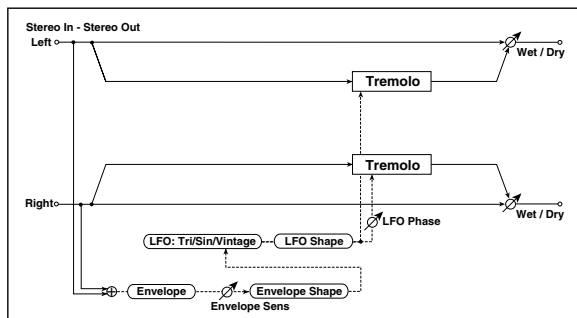 Stereo In - Stereo Out
Left
Wet / Dry
Tremolo
Tremolo
Right
Wet / Dry
LFO Phase
LFO: Tri/Sin/Vintage
LFO Shape
Envelope
Envelope Shape
Envelope Sens